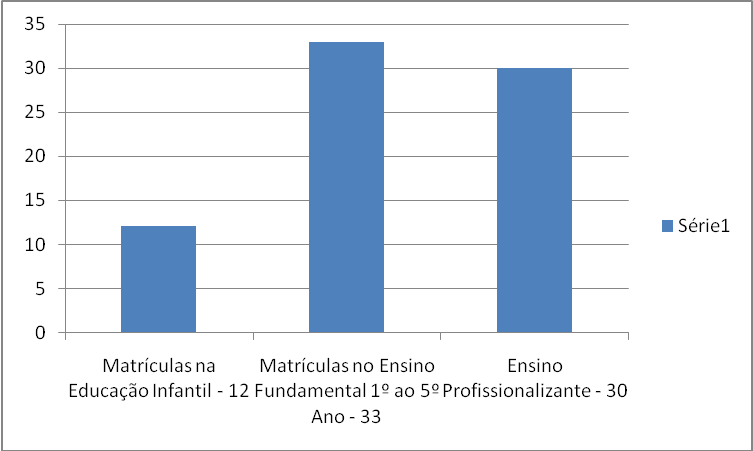 35
30
25
20
15
10
5
0
Matrículas na
Educação Infantil - 12
Matrículas no Ensino
Fundamental 1º ao 5º
Ano - 33
Ensino
Profissionalizante - 30
Série1